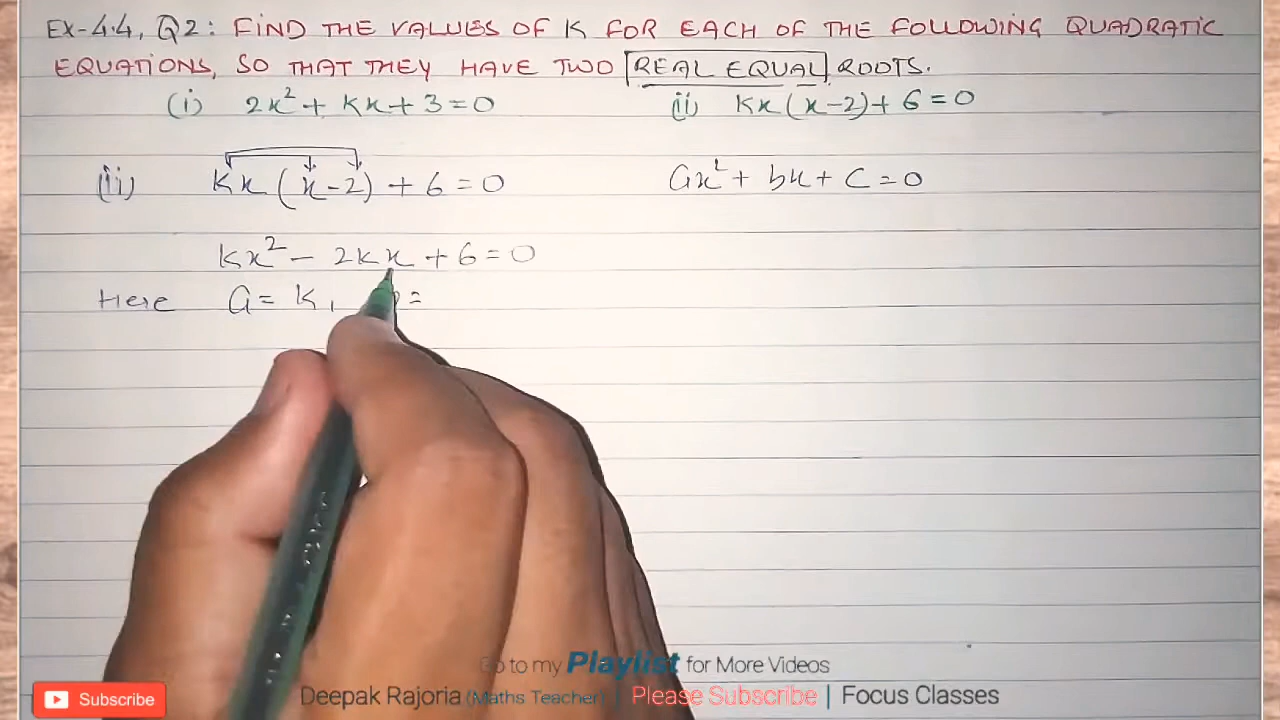 EX-4.4, Q2: FIND THE VALUES OF K FOR EACH OF THE FOLLOWING QUADRATIC
EQUATIONS, SO THAT THEY HAVE TWO REAL EQUAL ROOTS.
(i) 2x² + kx + 3 = 0 (ii) kx(x-2) + 6 = 0
(ii) kx(x-2) + 6 = 0 ax² + bx + c = 0
kx² - 2kx + 6 = 0
Here a = k, =
Go to my Playlist for More Videos
Subscribe Deepak Rajoria (Maths Teacher) | Please Subscribe | Focus Classes